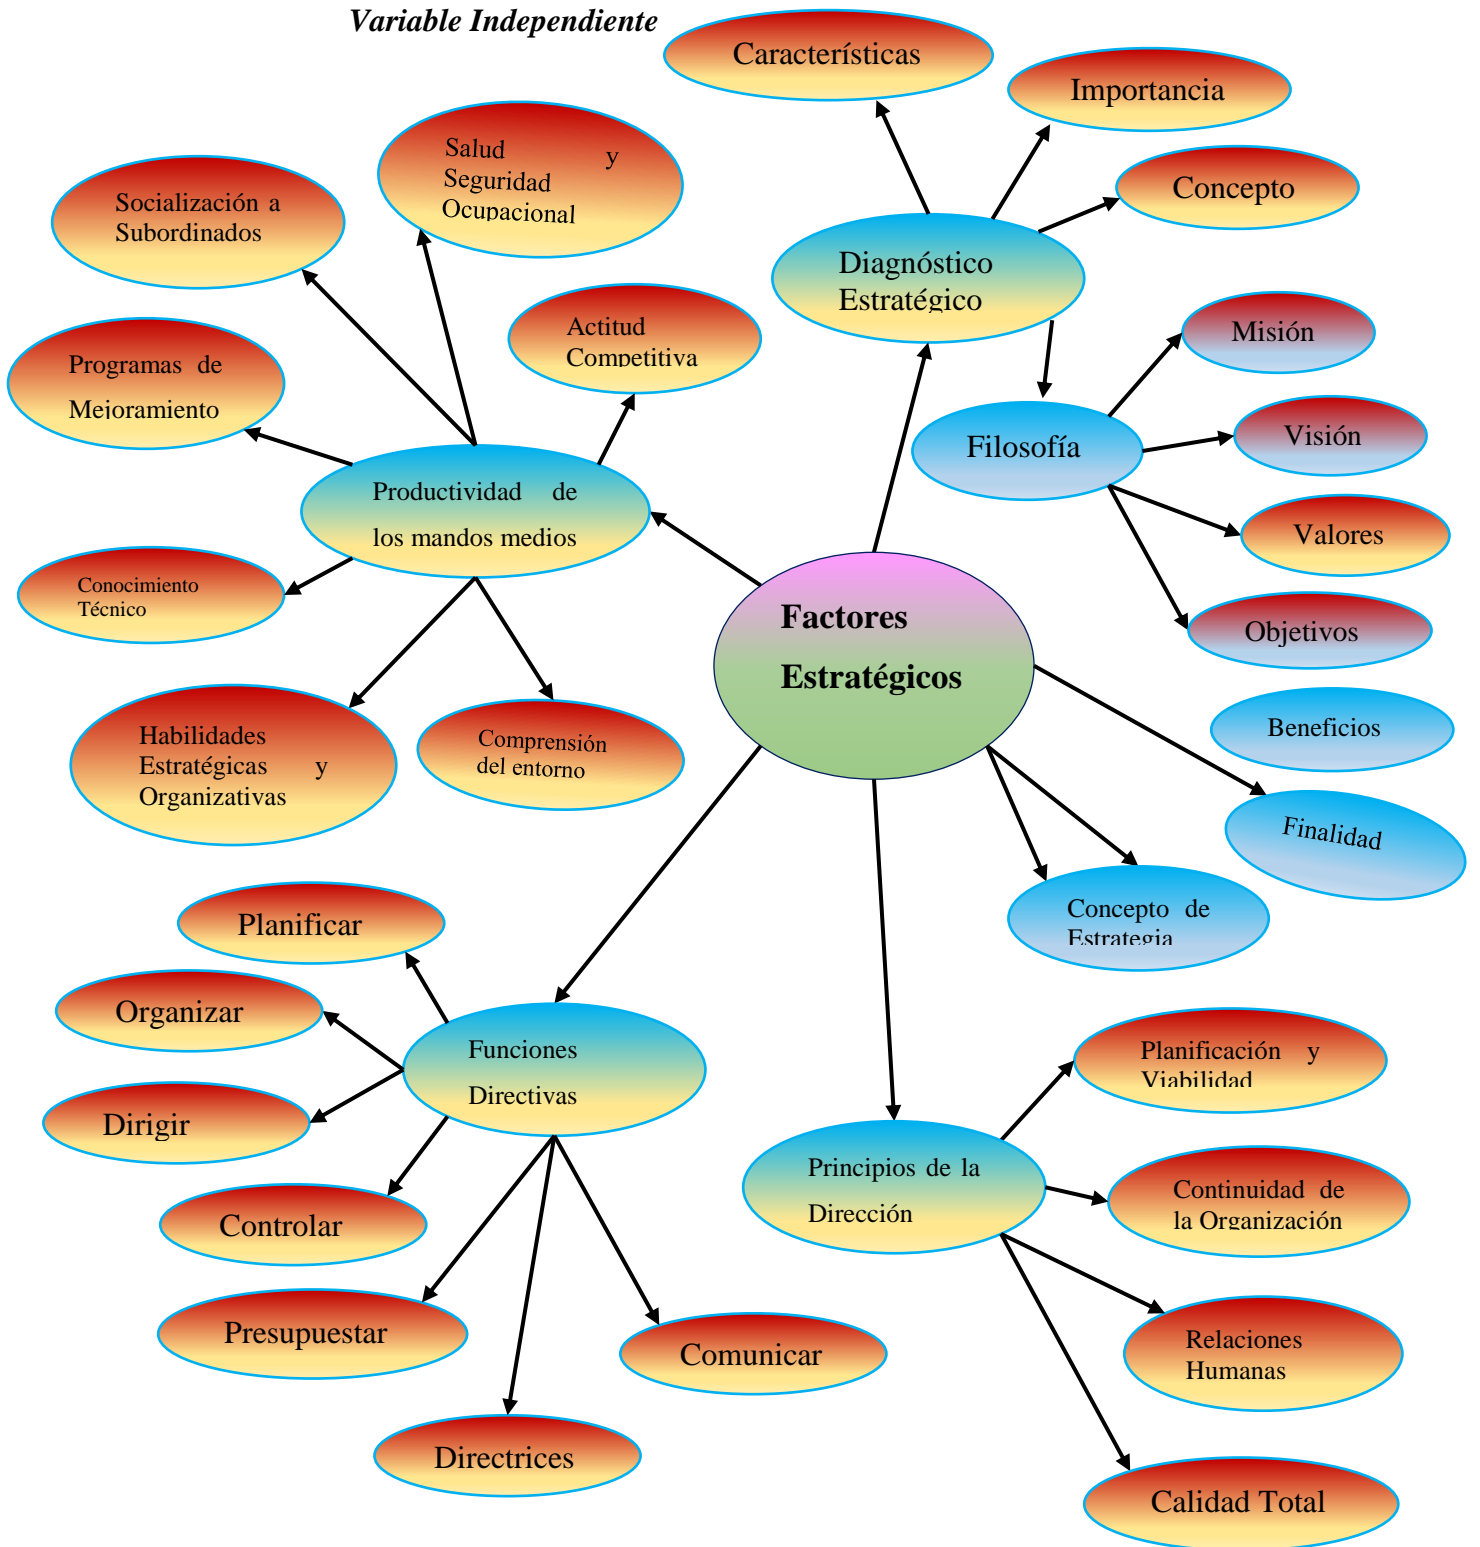 Variable Independiente
Características
Importancia
Concepto
Diagnóstico
Estratégico
Salud y
Seguridad
Ocupacional
Socialización a
Subordinados
Actitud
Competitiva
Programas de
Mejoramiento
Productividad de
los mandos medios
Conocimiento
Técnico
Habilidades
Estratégicas y
Organizativas
Comprensión
del entorno
Filosofía
Misión
Visión
Valores
Objetivos
Factores
Estratégicos
Beneficios
Finalidad
Concepto de
Estrategia
Planificar
Organizar
Dirigir
Controlar
Presupuestar
Directrices
Comunicar
Funciones
Directivas
Principios de la
Dirección
Planificación y
Viabilidad
Continuidad de
la Organización
Relaciones
Humanas
Calidad Total